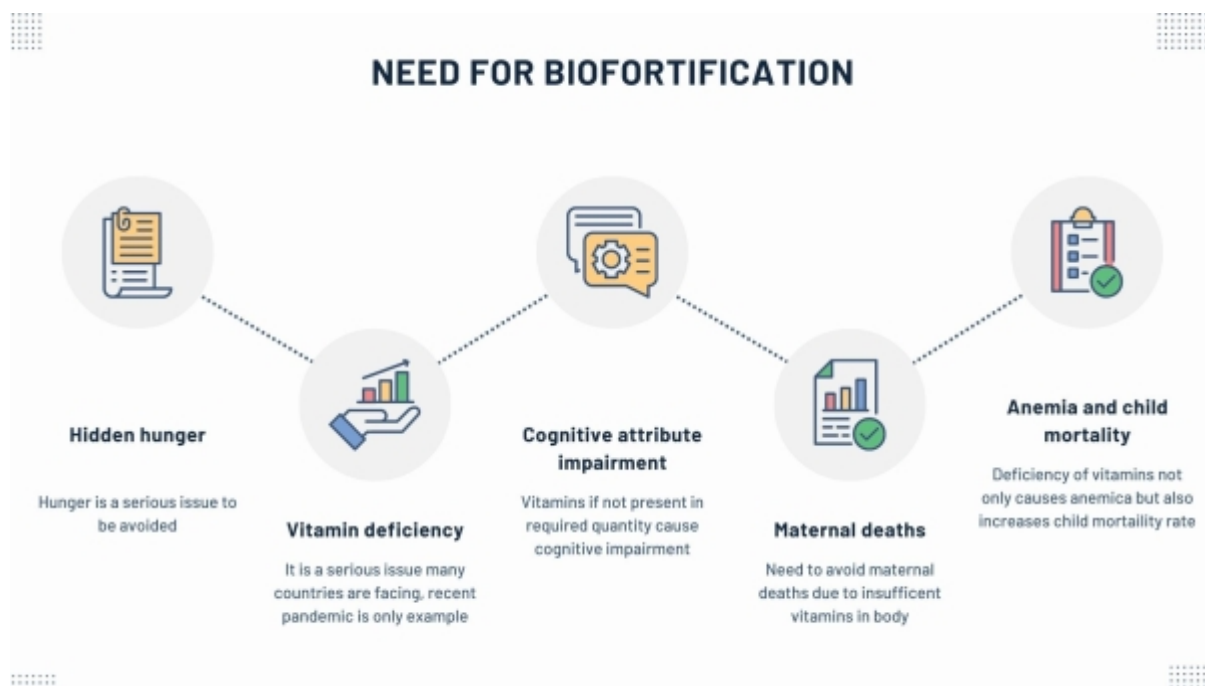 NEED FOR BIOFORTIFICATION
Hidden hunger
Hunger is a serious issue to
be avoided
Vitamin deficiency
It is a serious issue many
countries are facing, recent
pandemic is only example
Cognitive attribute
impairment
Vitamins if not present in
required quantity cause
cognitive impairment
Maternal deaths
Need to avoid maternal
deaths due to insufficent
vitamins in body
Anemia and child
mortality
Deficiency of vitamins not
only causes anemica but also
increases child mortaility rate